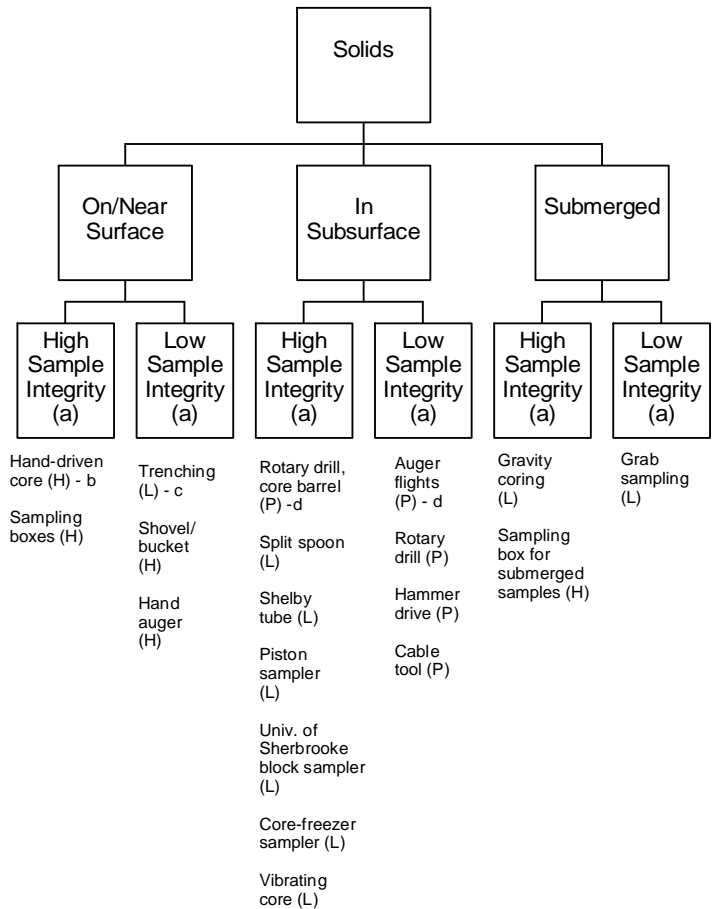 Solids
On/Near
Surface
In
Subsurface
Submerged
High
Sample
Integrity
(a)
Low
Sample
Integrity
(a)
High
Sample
Integrity
(a)
Low
Sample
Integrity
(a)
High
Sample
Integrity
(a)
Low
Sample
Integrity
(a)
Hand-driven
core (H) - b
Sampling
boxes (H)
Trenching
(L) - c
Shovel/
bucket
(H)
Hand
auger
(H)
Rotary drill,
core barrel
(P) -d
Split spoon
(L)
Shelby
tube (L)
Piston
sampler
(L)
Univ. of
Sherbrooke
block sampler
(L)
Core-freezer
sampler (L)
Vibrating
core (L)
Auger
flights
(P) - d
Rotary
drill (P)
Hammer
drive (P)
Cable
tool (P)
Gravity
coring
(L)
Sampling
box for
submerged
samples (H)
Grab
sampling
(L)